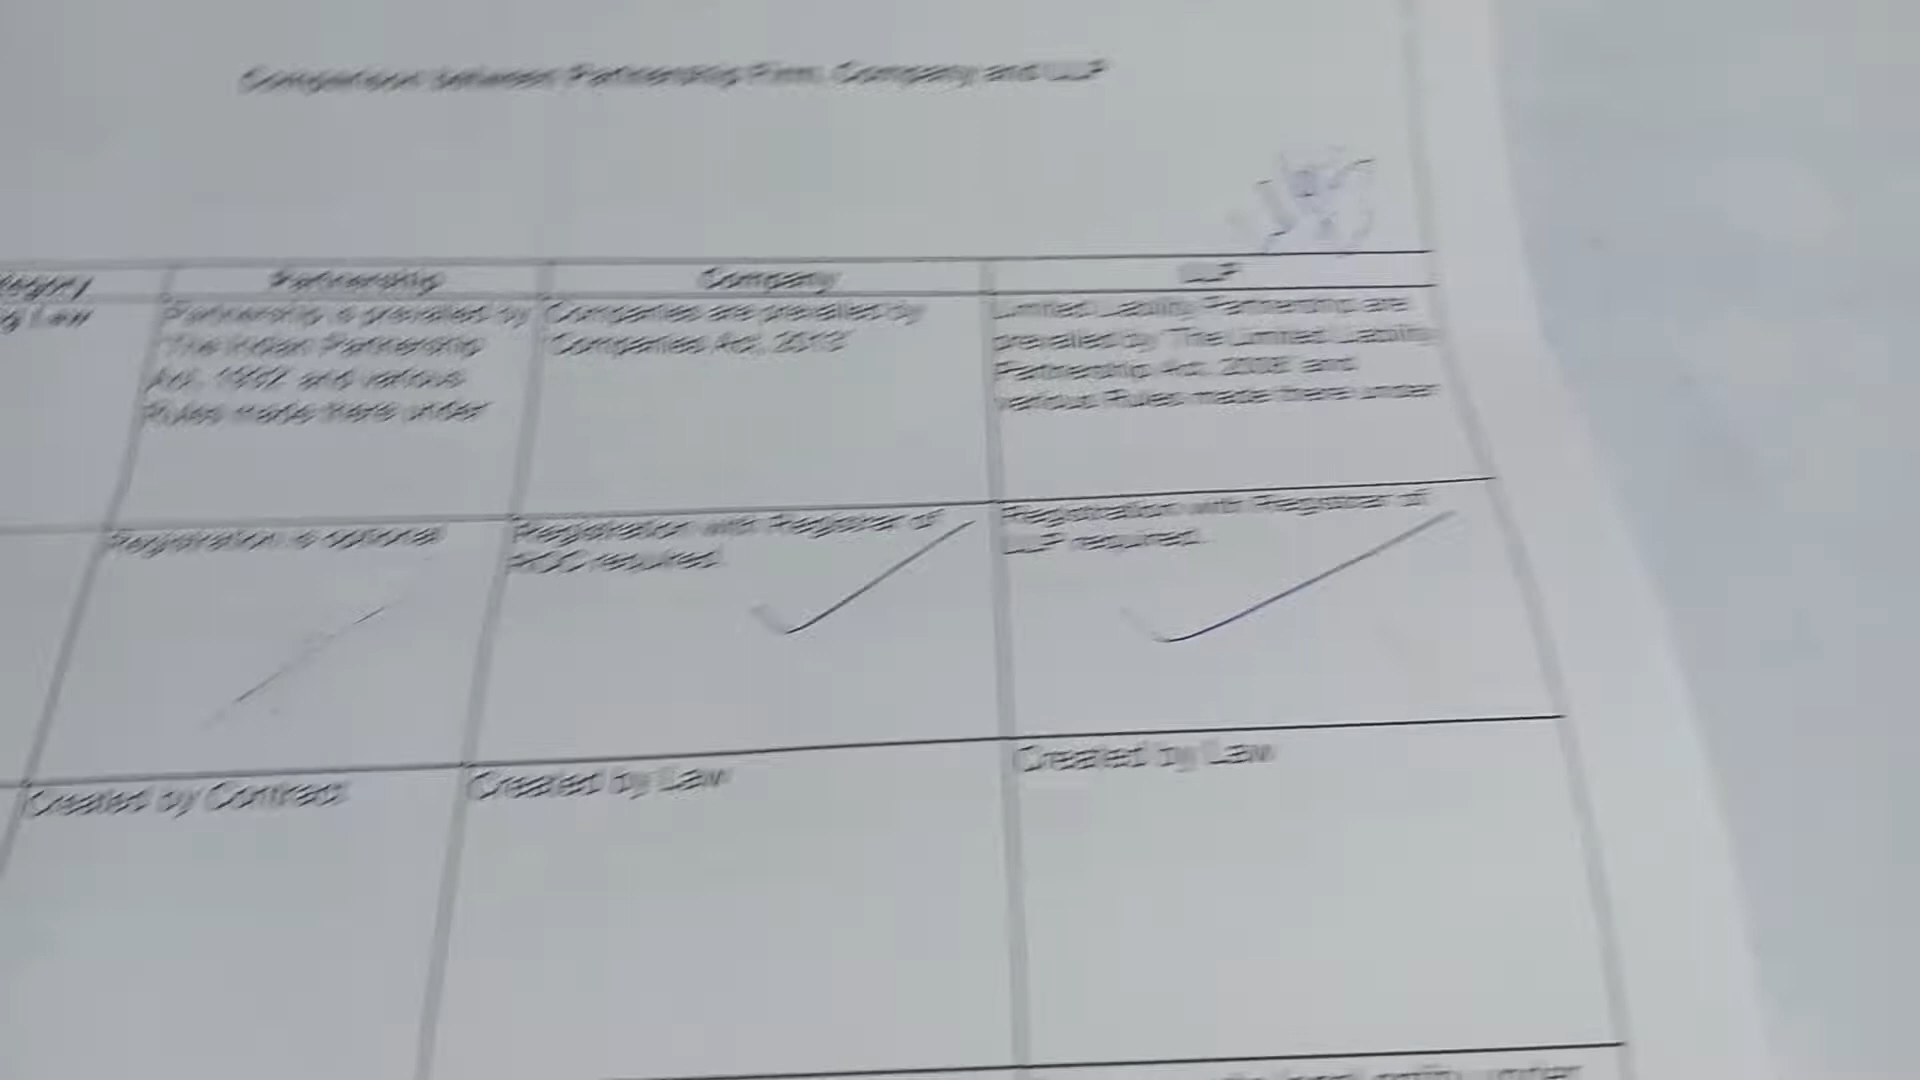 Comparison between Partnership Firm, Company and LLP
Partnership
Company
LLP
Law
Partnership is prevailed by
'The Indian Partnership
Act, 1932' and various
Rules made there under
Companies are prevailed by
'Companies Act, 2013'
Limited Liability Partnership are
prevailed by 'The Limited Liability
Partnership Act, 2008' and
various Rules made there under
Registration is optional
Registration with Registrar of
ROC required.
Registration with Registrar of
LLP required.
Created by Contract
Created by Law
Created by Law